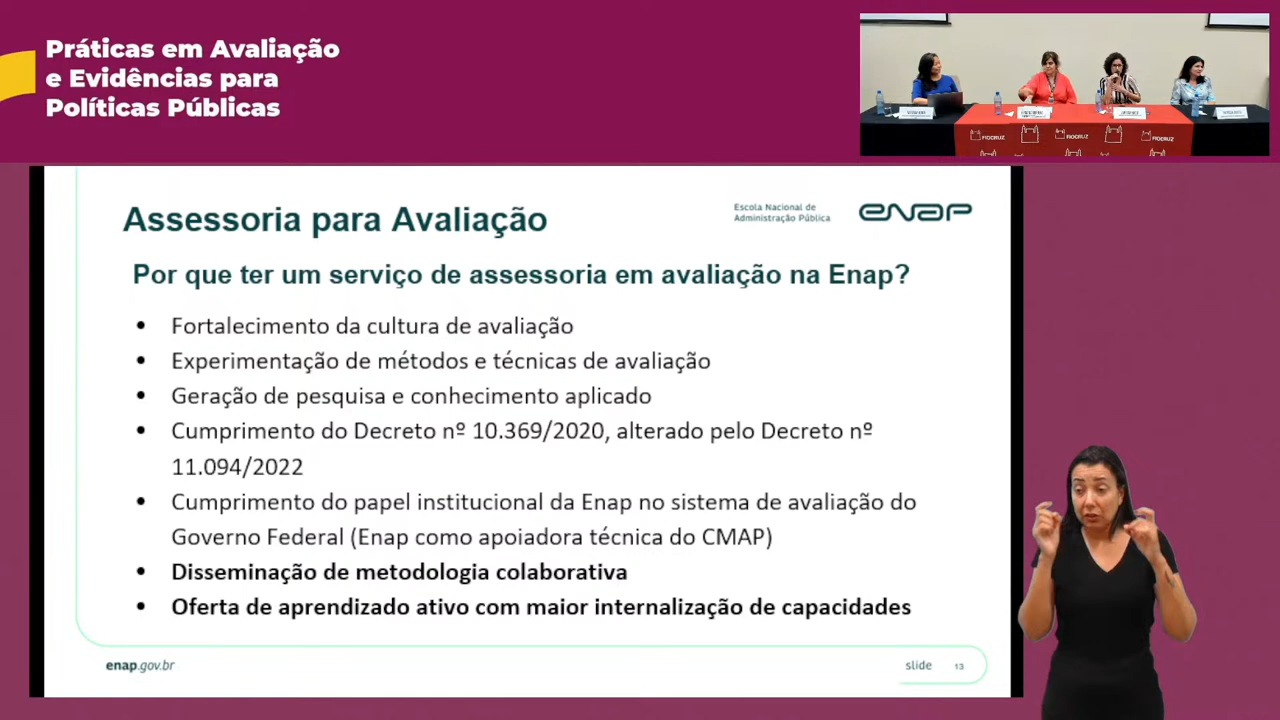 Práticas em Avaliação
e Evidências para
Políticas Públicas
FIOCRUZ
FIOCRUZ
FIOCRUZ
Assessoria para Avaliação
Escola Nacional de
Administração Pública
enap
Por que ter um serviço de assessoria em avaliação na Enap?
• Fortalecimento da cultura de avaliação
• Experimentação de métodos e técnicas de avaliação
• Geração de pesquisa e conhecimento aplicado
• Cumprimento do Decreto nº 10.369/2020, alterado pelo Decreto nº
11.094/2022
• Cumprimento do papel institucional da Enap no sistema de avaliação do
Governo Federal (Enap como apoiadora técnica do CMAP)
• Disseminação de metodologia colaborativa
• Oferta de aprendizado ativo com maior internalização de capacidades
enap.gov.br
slide 13